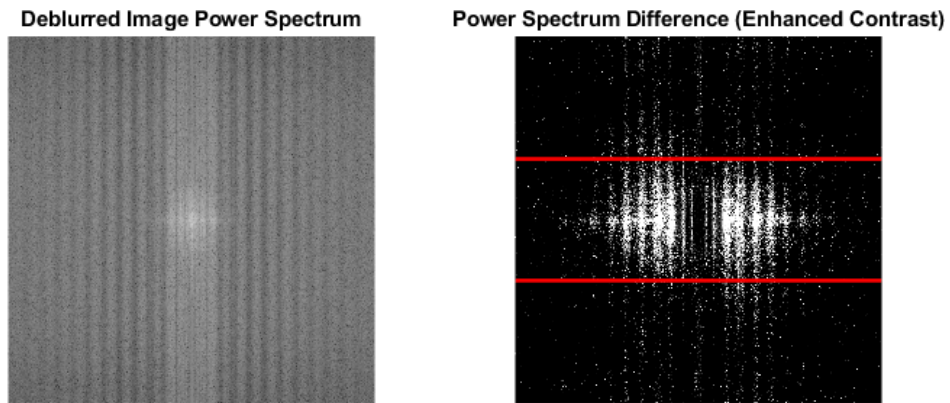 Deblurred Image Power Spectrum
Power Spectrum Difference (Enhanced Contrast)